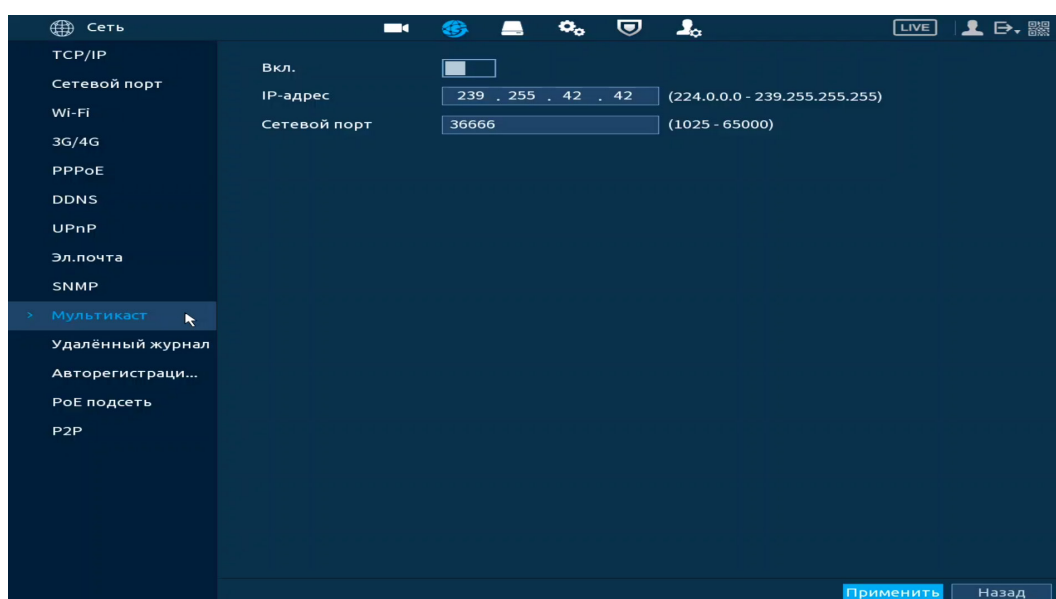 Сеть LIVE
TCP/IP
Сетевой порт
Wi-Fi
3G/4G
PPPoE
DDNS
UPnP
Эл.почта
SNMP
> Мультикаст
Удалённый журнал
Авторегистраци...
PoE подсеть
P2P
Вкл.
IP-адрес 239 . 255 . 42 . 42 (224.0.0.0 - 239.255.255.255)
Сетевой порт 36666 (1025 - 65000)
Применить Назад